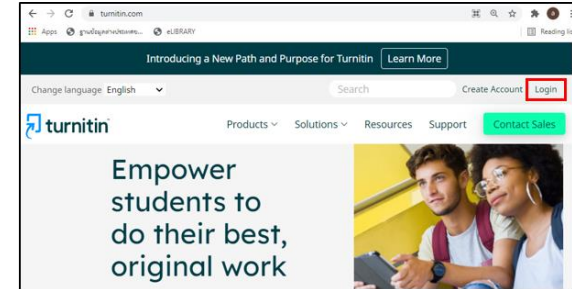 turnitin.com
Apps eLIBRARY Reading lis
Introducing a New Path and Purpose for Turnitin Learn More
Change language English Search Create Account Login
turnitin Products Solutions Resources Support Contact Sales
Empower
students to
do their best,
original work